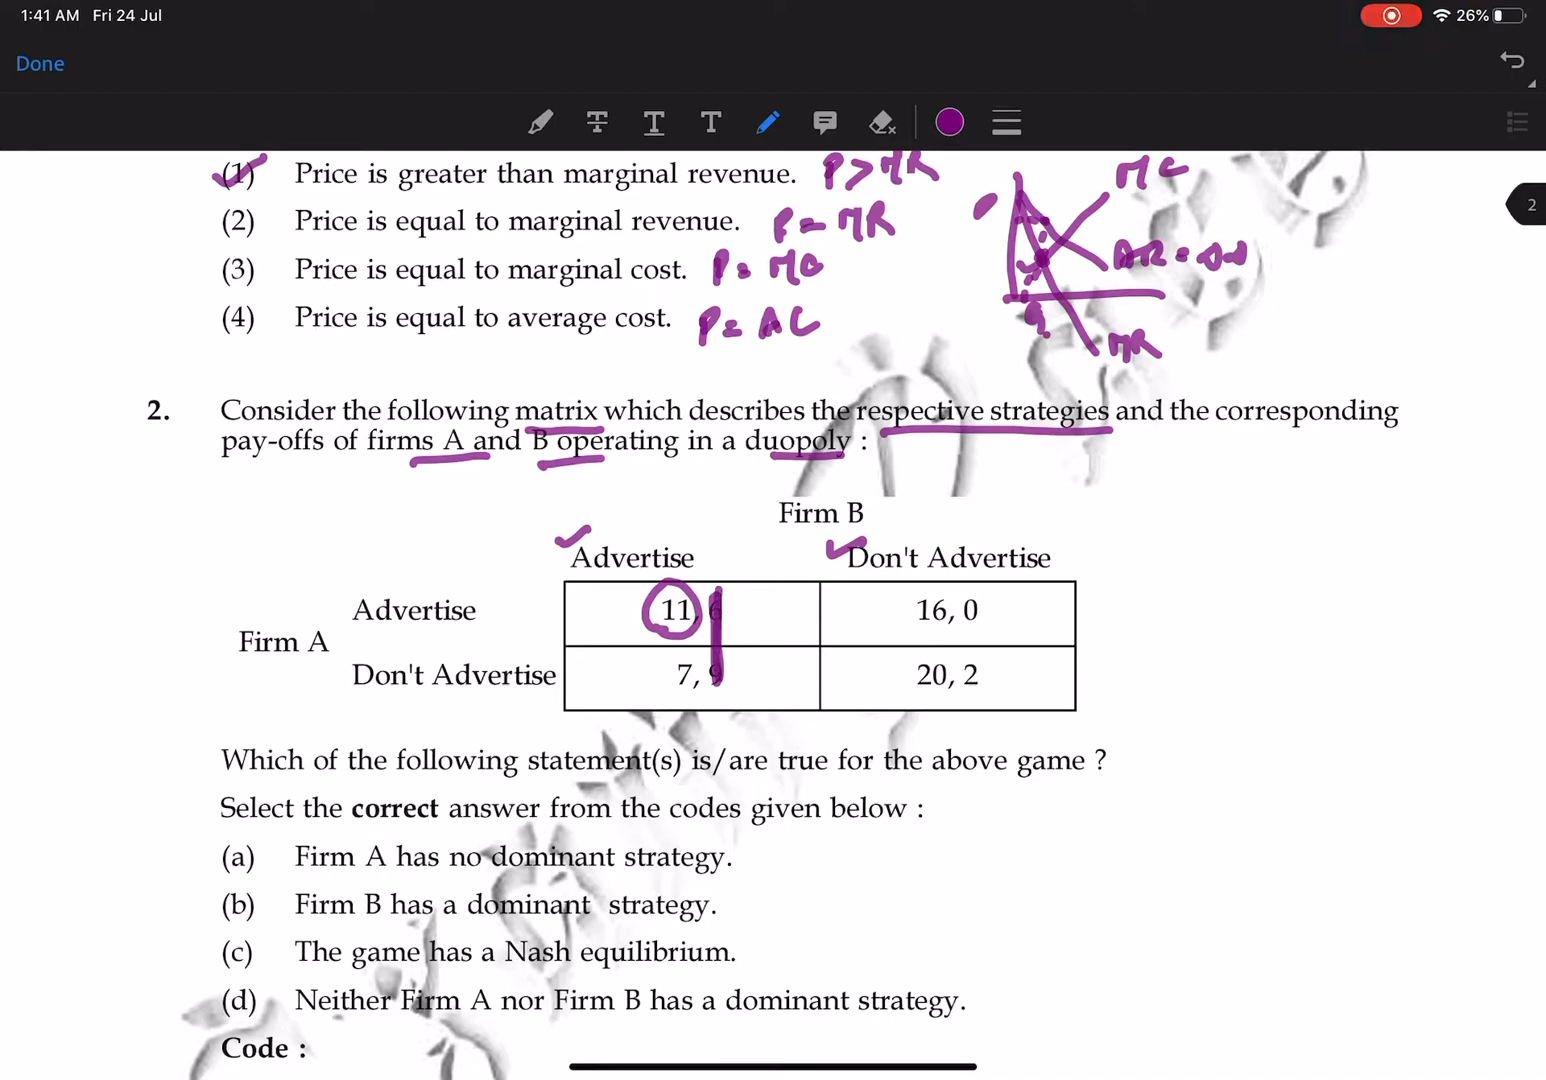 1:41 AM Fri 24 Jul
26%
Done
2
(1) Price is greater than marginal revenue. P > MR
(2) Price is equal to marginal revenue. P = MR
(3) Price is equal to marginal cost. P = MC
(4) Price is equal to average cost. P = AC
MC
AR =
MR
2. Consider the following matrix which describes the respective strategies and the corresponding
pay-offs of firms A and B operating in a duopoly :
Firm B
Advertise Don't Advertise
Advertise 11, 6 16, 0
Firm A
Don't Advertise 7, 9 20, 2
Which of the following statement(s) is/are true for the above game ?
Select the correct answer from the codes given below :
(a) Firm A has no dominant strategy.
(b) Firm B has a dominant strategy.
(c) The game has a Nash equilibrium.
(d) Neither Firm A nor Firm B has a dominant strategy.
Code :